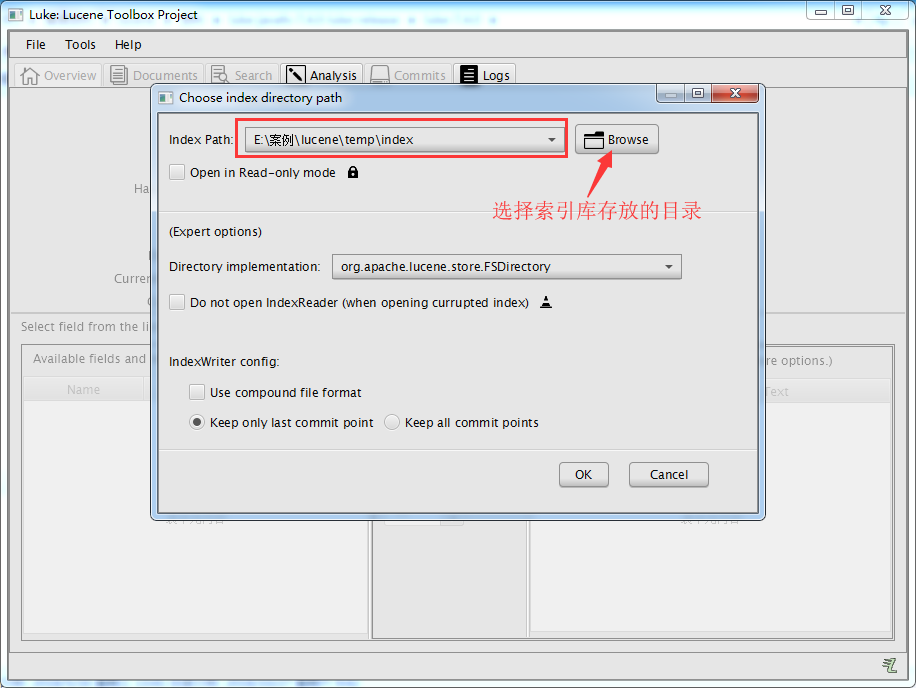 Luke: Lucene Toolbox Project
File Tools Help
Overview Documents Search Analysis Commits Logs
Choose index directory path
Index Path: E:\案例\lucene\temp\index Browse
Ha
Open in Read-only mode
选择索引库存放的目录
(Expert options)
Directory implementation: org.apache.lucene.store.FSDirectory
Curren
Do not open IndexReader (when opening currupted index)
Select field from the li
Available fields and
re options.)
IndexWriter config:
Name
Text
Use compound file format
Keep only last commit point Keep all commit points
OK Cancel